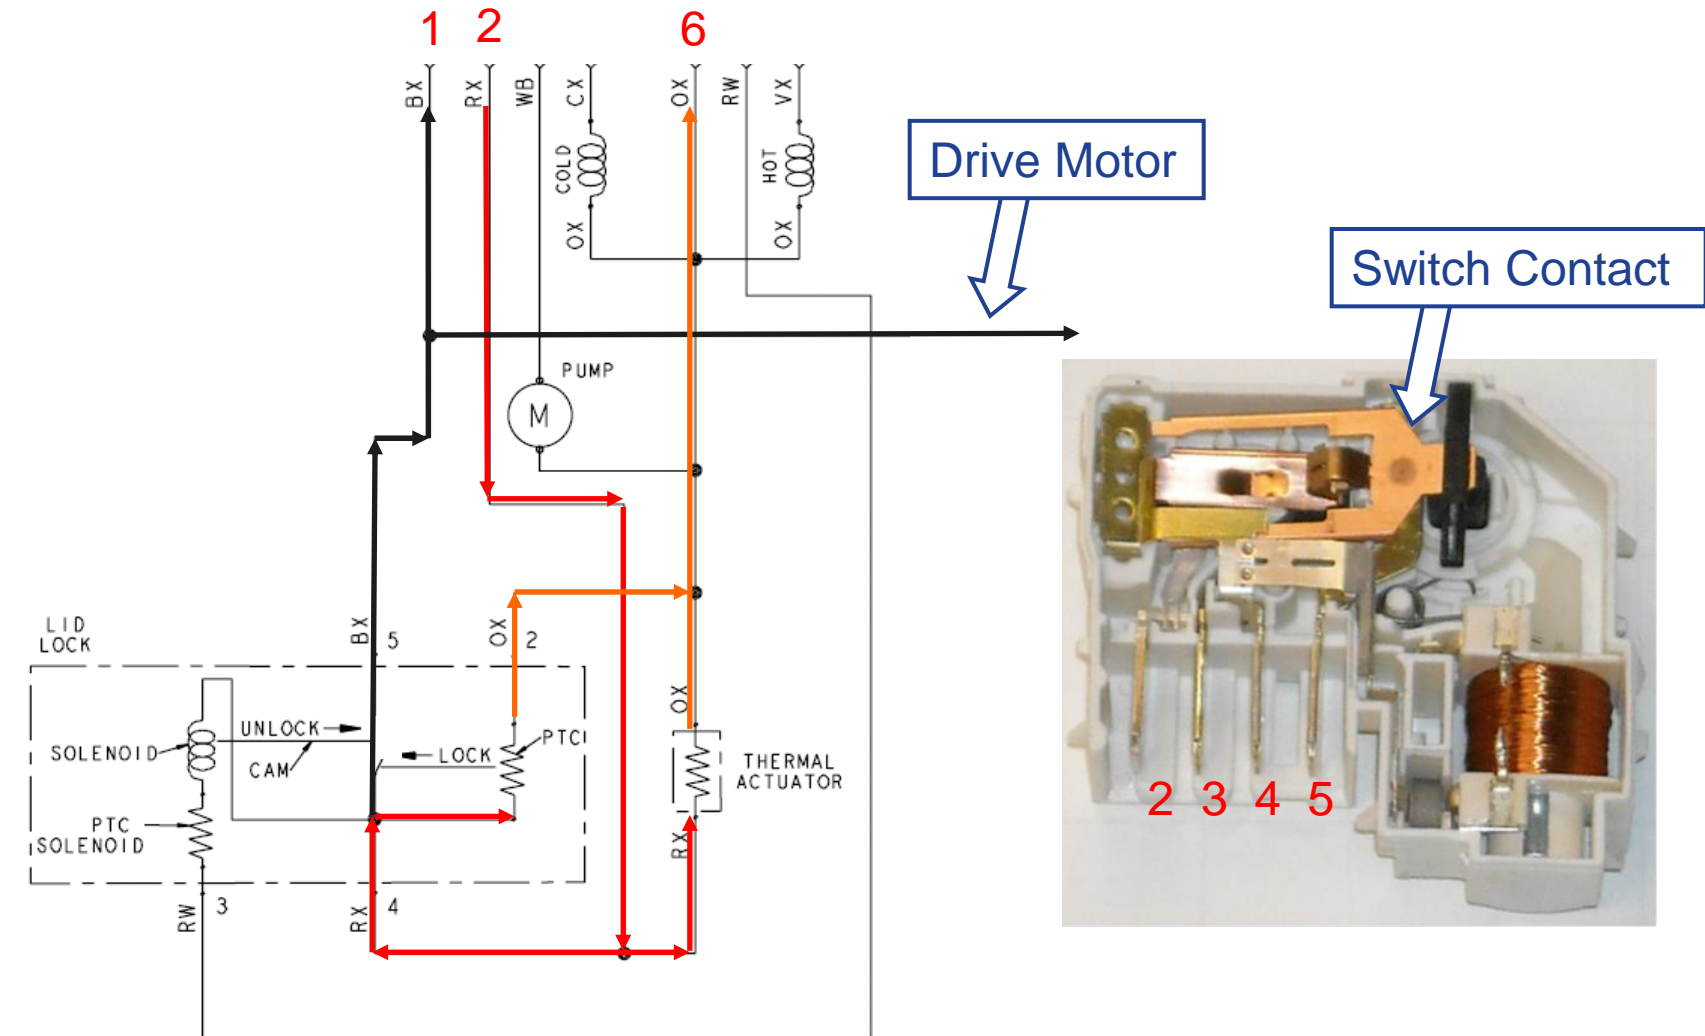 1 2 6
BX RX WB CX OX RW VX
COLD HOT
OX OX
Drive Motor
Switch Contact
PUMP
M
LID
LOCK
BX 5 OX 2
OX
UNLOCK
SOLENOID
CAM
LOCK
PTC
THERMAL
ACTUATOR
PTC
SOLENOID
RX
RW 3 RX 4
2 3 4 5